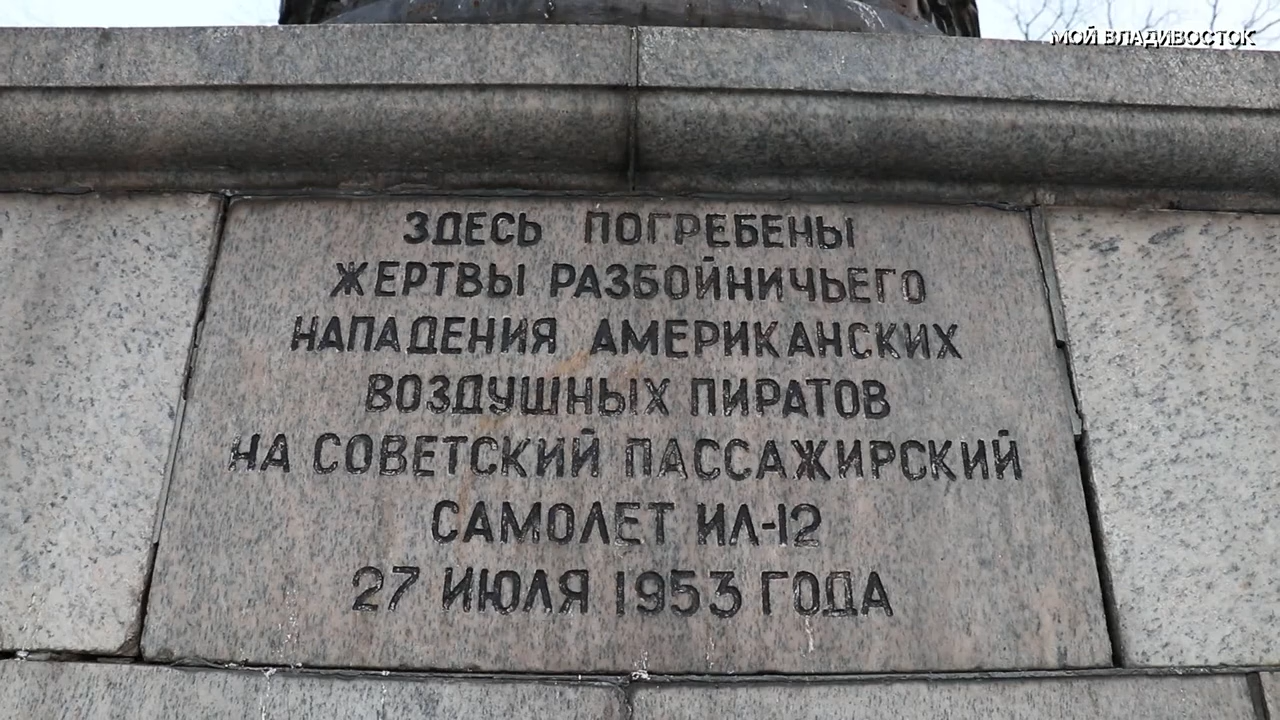 МОЙ ВЛАДИВОСТОК
ЗДЕСЬ ПОГРЕБЕНЫ
ЖЕРТВЫ РАЗБОЙНИЧЬЕГО
НАПАДЕНИЯ АМЕРИКАНСКИХ
ВОЗДУШНЫХ ПИРАТОВ
НА СОВЕТСКИЙ ПАССАЖИРСКИЙ
САМОЛЕТ ИЛ-12
27 ИЮЛЯ 1953 ГОДА